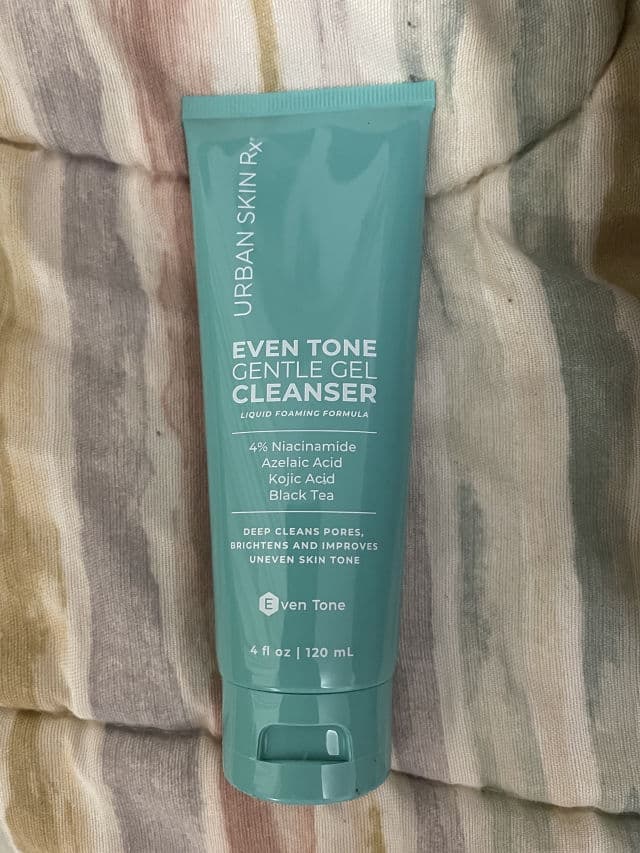 URBAN SKIN Rx
EVEN TONE
GENTLE GEL
CLEANSER
LIQUID FOAMING FORMULA
4% Niacinamide
Azelaic Acid
Kojic Acid
Black Tea
DEEP CLEANS PORES,
BRIGHTENS AND IMPROVES
UNEVEN SKIN TONE
Even Tone
4 fl oz | 120 mL